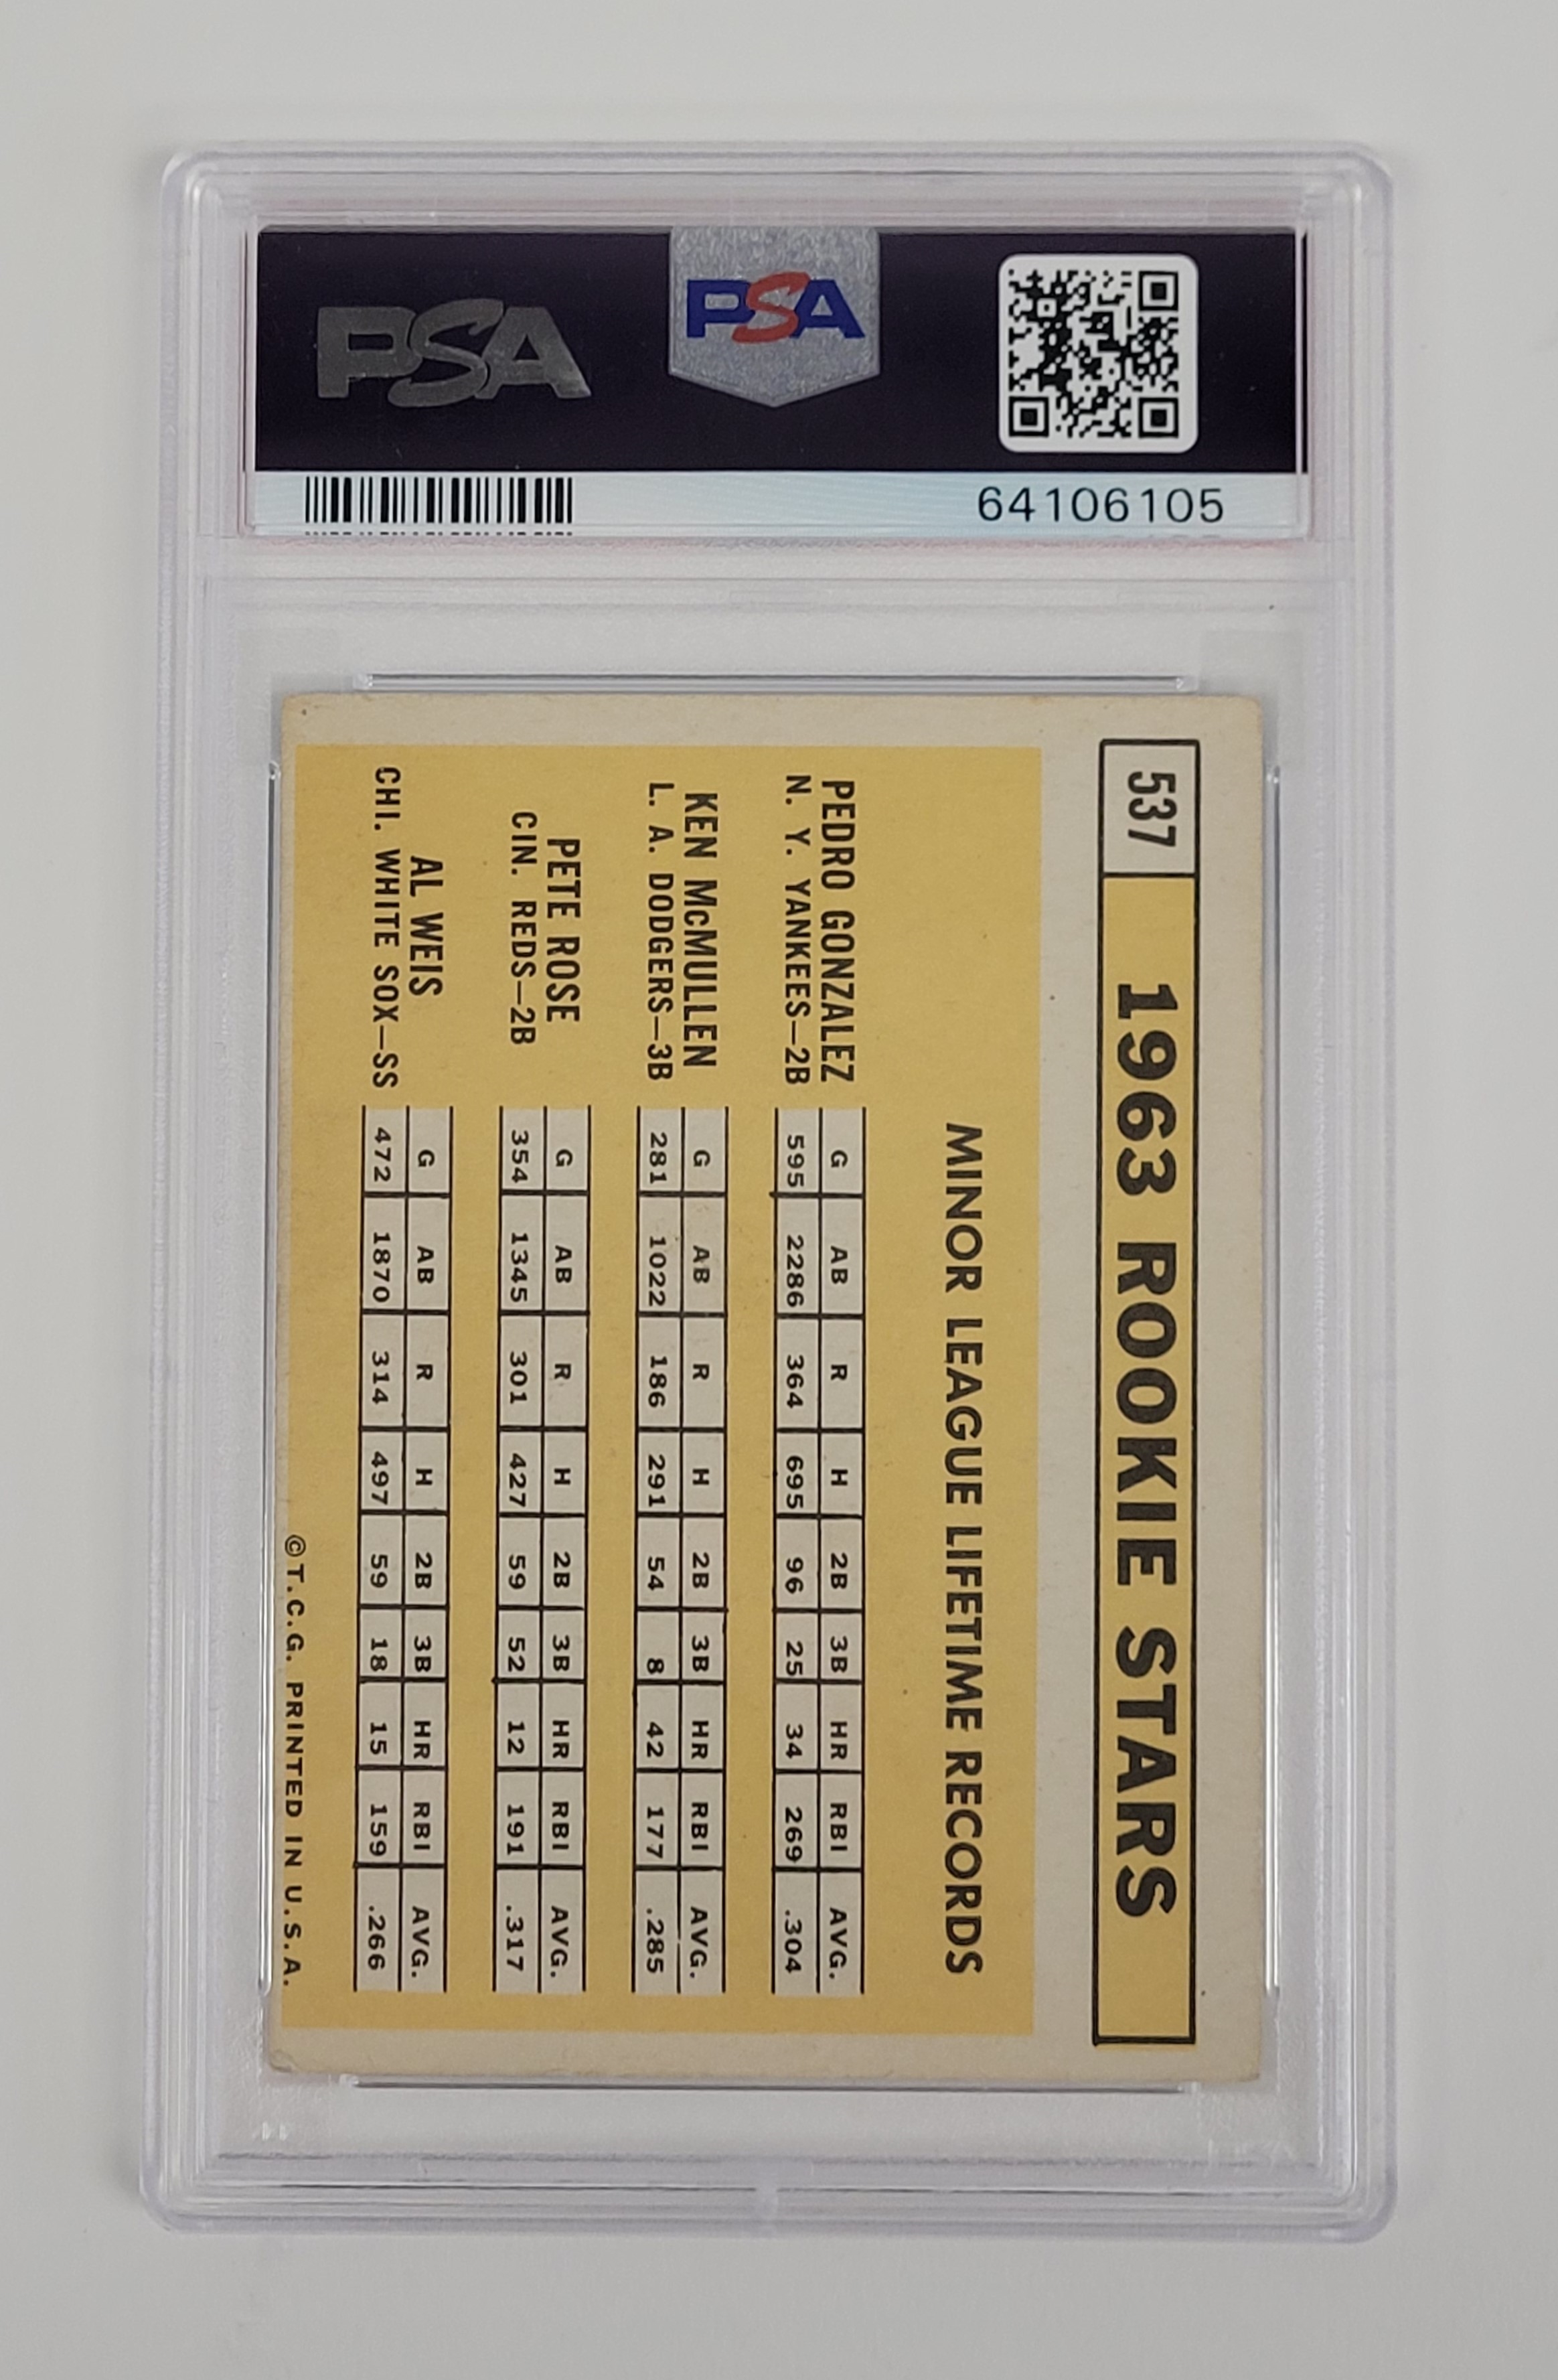 PSA
PSA
64106105
537
1963 ROOKIE STARS
MINOR LEAGUE LIFETIME RECORDS
PEDRO GONZALEZ
N. Y. YANKEES—2B
G AB R H 2B 3B HR RBI AVG.
595 2286 364 695 96 25 34 269 .304
KEN McMULLEN
L. A. DODGERS—3B
G AB R H 2B 3B HR RBI AVG.
281 1022 186 291 54 8 42 177 .285
PETE ROSE
CIN. REDS—2B
G AB R H 2B 3B HR RBI AVG.
354 1345 301 427 59 52 12 191 .317
AL WEIS
CHI. WHITE SOX—SS
G AB R H 2B 3B HR RBI AVG.
472 1870 314 497 59 18 15 159 .266
©T.C.G. PRINTED IN U.S.A.